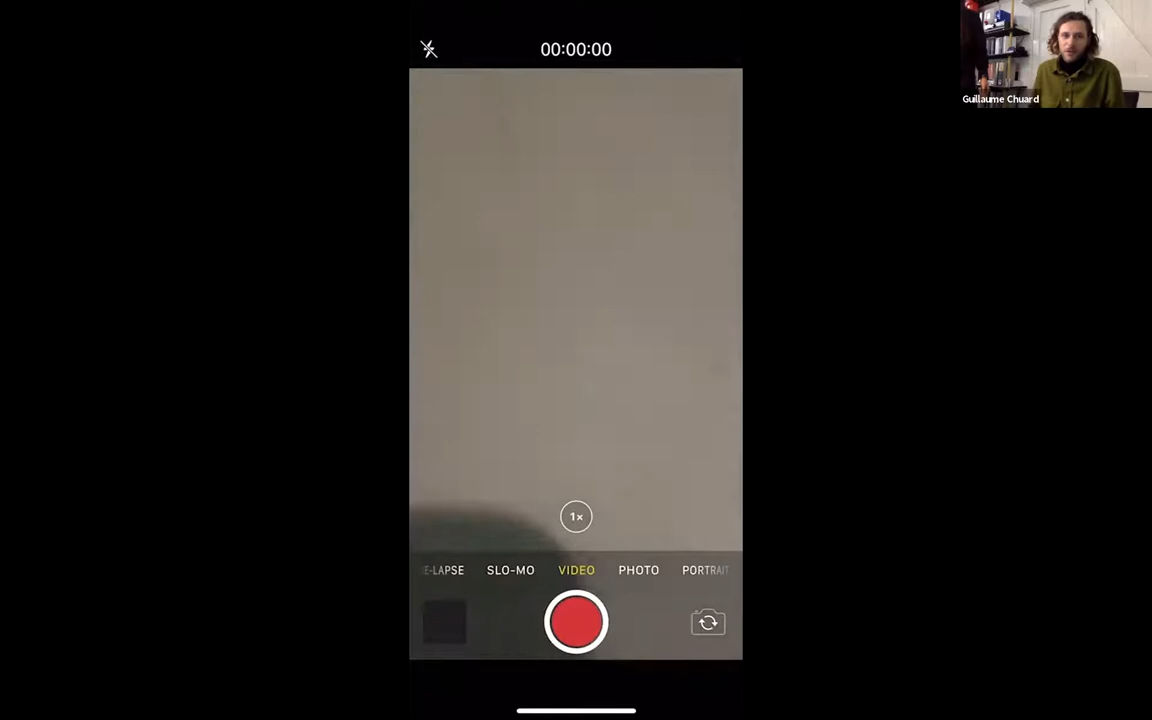 00:00:00
Guillaume Chuard
1×
E-LAPSE SLO-MO VIDEO PHOTO PORTRAIT